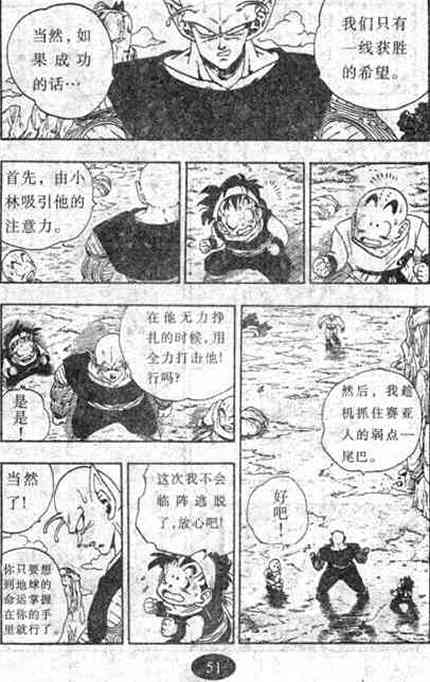 我们只有
一线获胜
的希望。
当然，如
果成功
的话…
首先，由小
林吸引他的
注意力。
然后，我趁
机抓住赛亚
人的弱点—
尾巴。
好吧！
在他无力挣
扎的时候，用
全力打击他！
行吗？
是
是！
这次我不会
临阵逃脱
了，放心吧！
当然
了！
你只要想
到地球的
命运掌握
在你的手
里就行了。
51